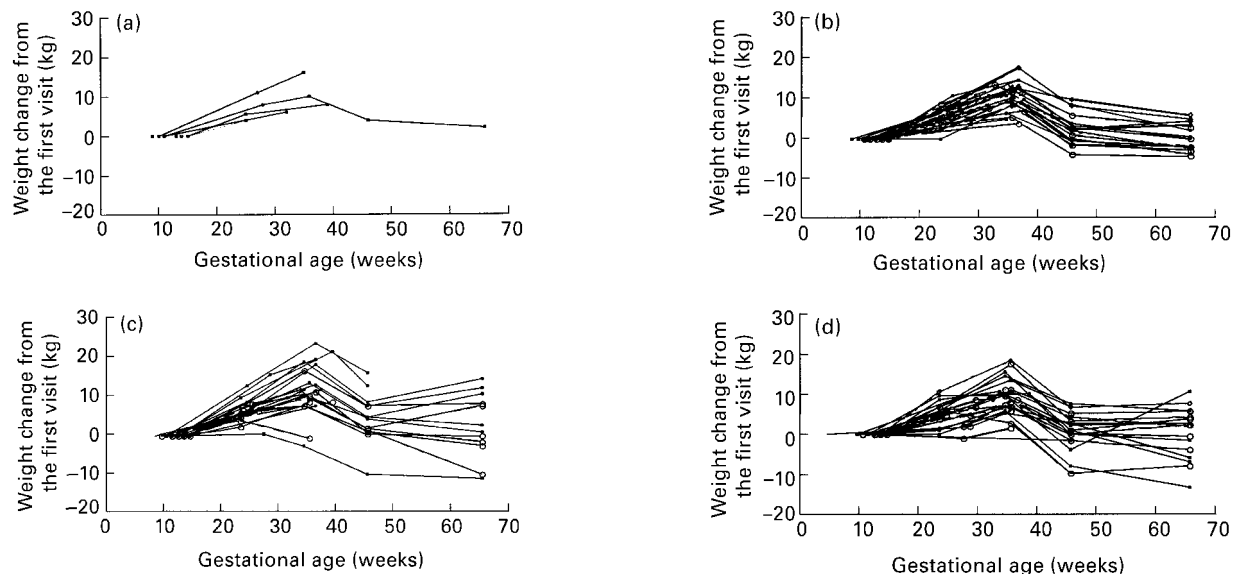 (a)
Weight change from
the first visit (kg)
30
20
10
0
−10
−20
0 10 20 30 40 50 60 70
Gestational age (weeks)
(b)
Weight change from
the first visit (kg)
30
20
10
0
−10
−20
0 10 20 30 40 50 60 70
Gestational age (weeks)
(c)
Weight change from
the first visit (kg)
30
20
10
0
−10
−20
0 10 20 30 40 50 60 70
Gestational age (weeks)
(d)
Weight change from
the first visit (kg)
30
20
10
0
−10
−20
0 10 20 30 40 50 60 70
Gestational age (weeks)